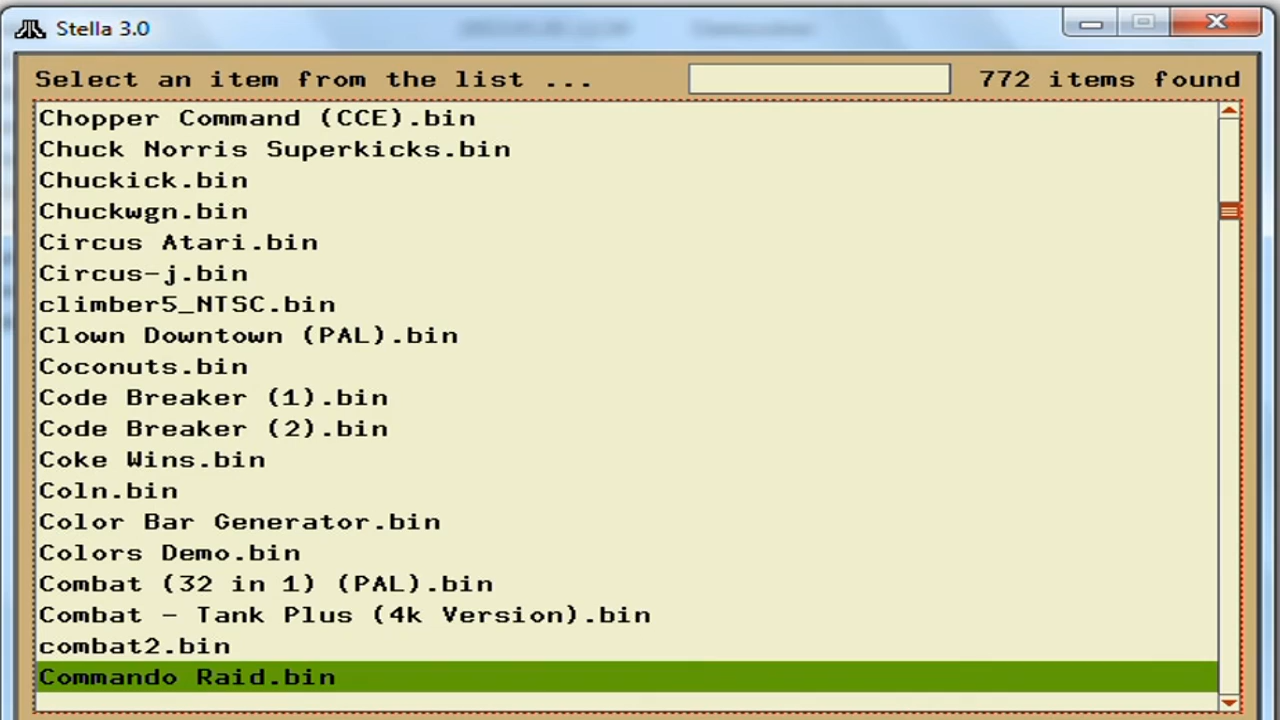 Stella 3.0
Select an item from the list ... 772 items found
Chopper Command (CCE).bin
Chuck Norris Superkicks.bin
Chuckick.bin
Chuckwgn.bin
Circus Atari.bin
Circus-j.bin
climber5_NTSC.bin
Clown Downtown (PAL).bin
Coconuts.bin
Code Breaker (1).bin
Code Breaker (2).bin
Coke Wins.bin
Coln.bin
Color Bar Generator.bin
Colors Demo.bin
Combat (32 in 1) (PAL).bin
Combat - Tank Plus (4k Version).bin
combat2.bin
Commando Raid.bin